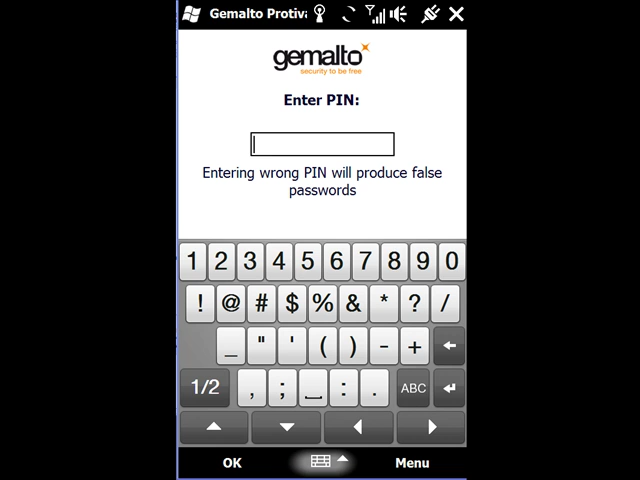 Gemalto Protiva
gemalto
security to be free
Enter PIN:
Entering wrong PIN will produce false
passwords
1 2 3 4 5 6 7 8 9 0
! @ # $ % & * ? /
_ " ' ( ) - +
1/2 , ; : . ABC
OK Menu